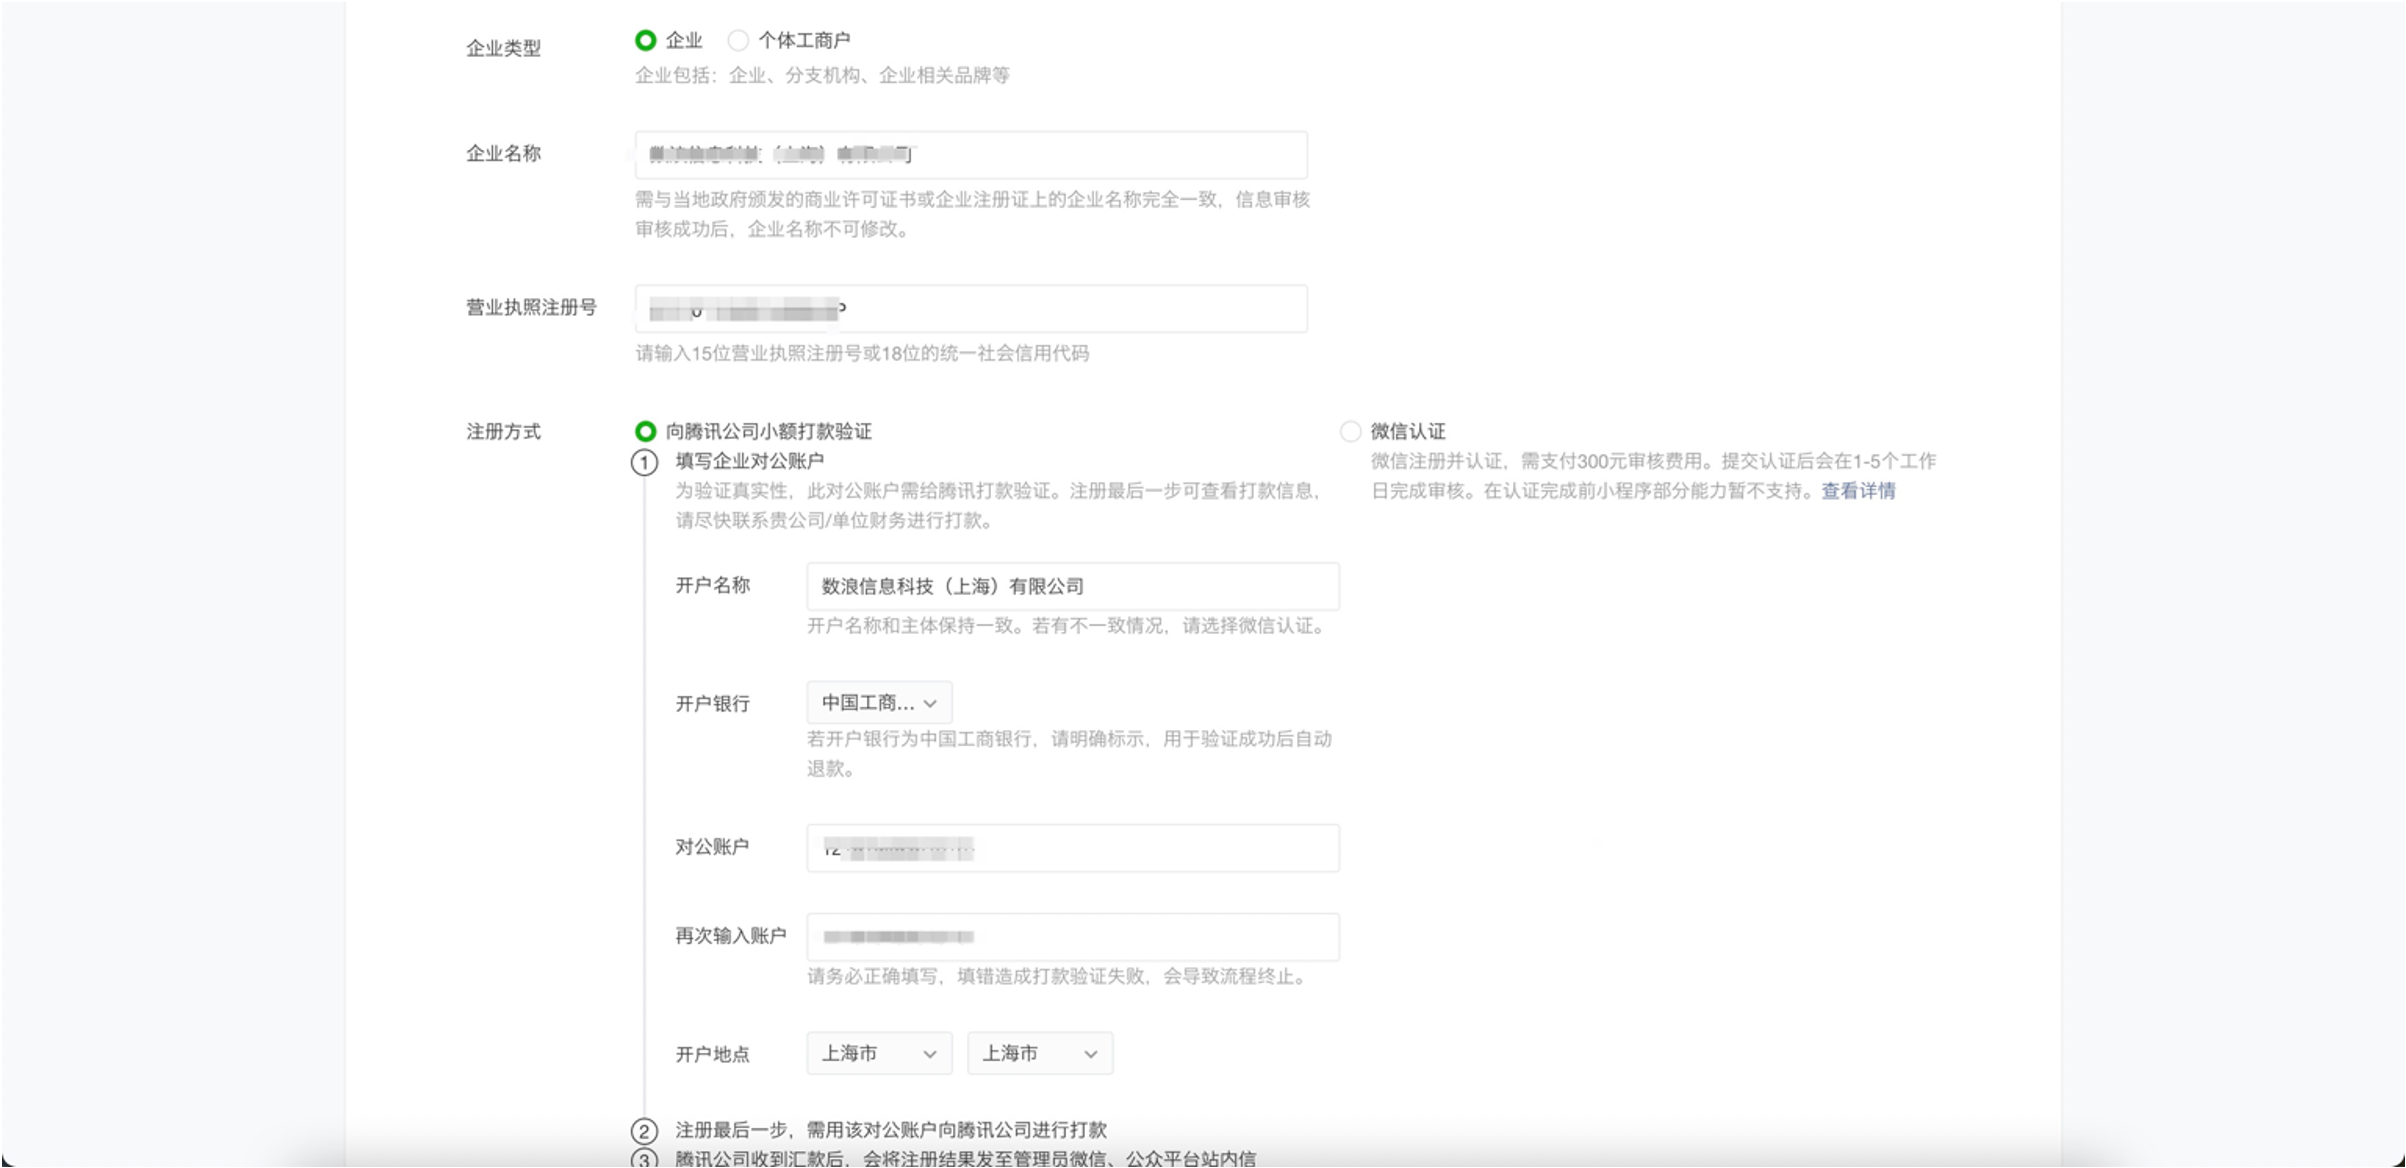 企业类型
企业 个体工商户
企业包括：企业、分支机构、企业相关品牌等
企业名称
需与当地政府颁发的商业许可证书或企业注册证上的企业名称完全一致，信息审核
审核成功后，企业名称不可修改。
营业执照注册号
请输入15位营业执照注册号或18位的统一社会信用代码
注册方式
向腾讯公司小额打款验证
① 填写企业对公账户
为验证真实性，此对公账户需给腾讯打款验证。注册最后一步可查看打款信息，
请尽快联系贵公司/单位财务进行打款。
微信认证
微信注册并认证，需支付300元审核费用。提交认证后会在1-5个工作
日完成审核。在认证完成前小程序部分能力暂不支持。查看详情
开户名称 数浪信息科技（上海）有限公司
开户名称和主体保持一致。若有不一致情况，请选择微信认证。
开户银行 中国工商...
若开户银行为中国工商银行，请明确标示，用于验证成功后自动
退款。
对公账户
再次输入账户
请务必正确填写，填错造成打款验证失败，会导致流程终止。
开户地点 上海市 上海市
② 注册最后一步，需用该对公账户向腾讯公司进行打款
③ 腾讯公司收到汇款后，会将注册结果发至管理员微信、公众平台站内信